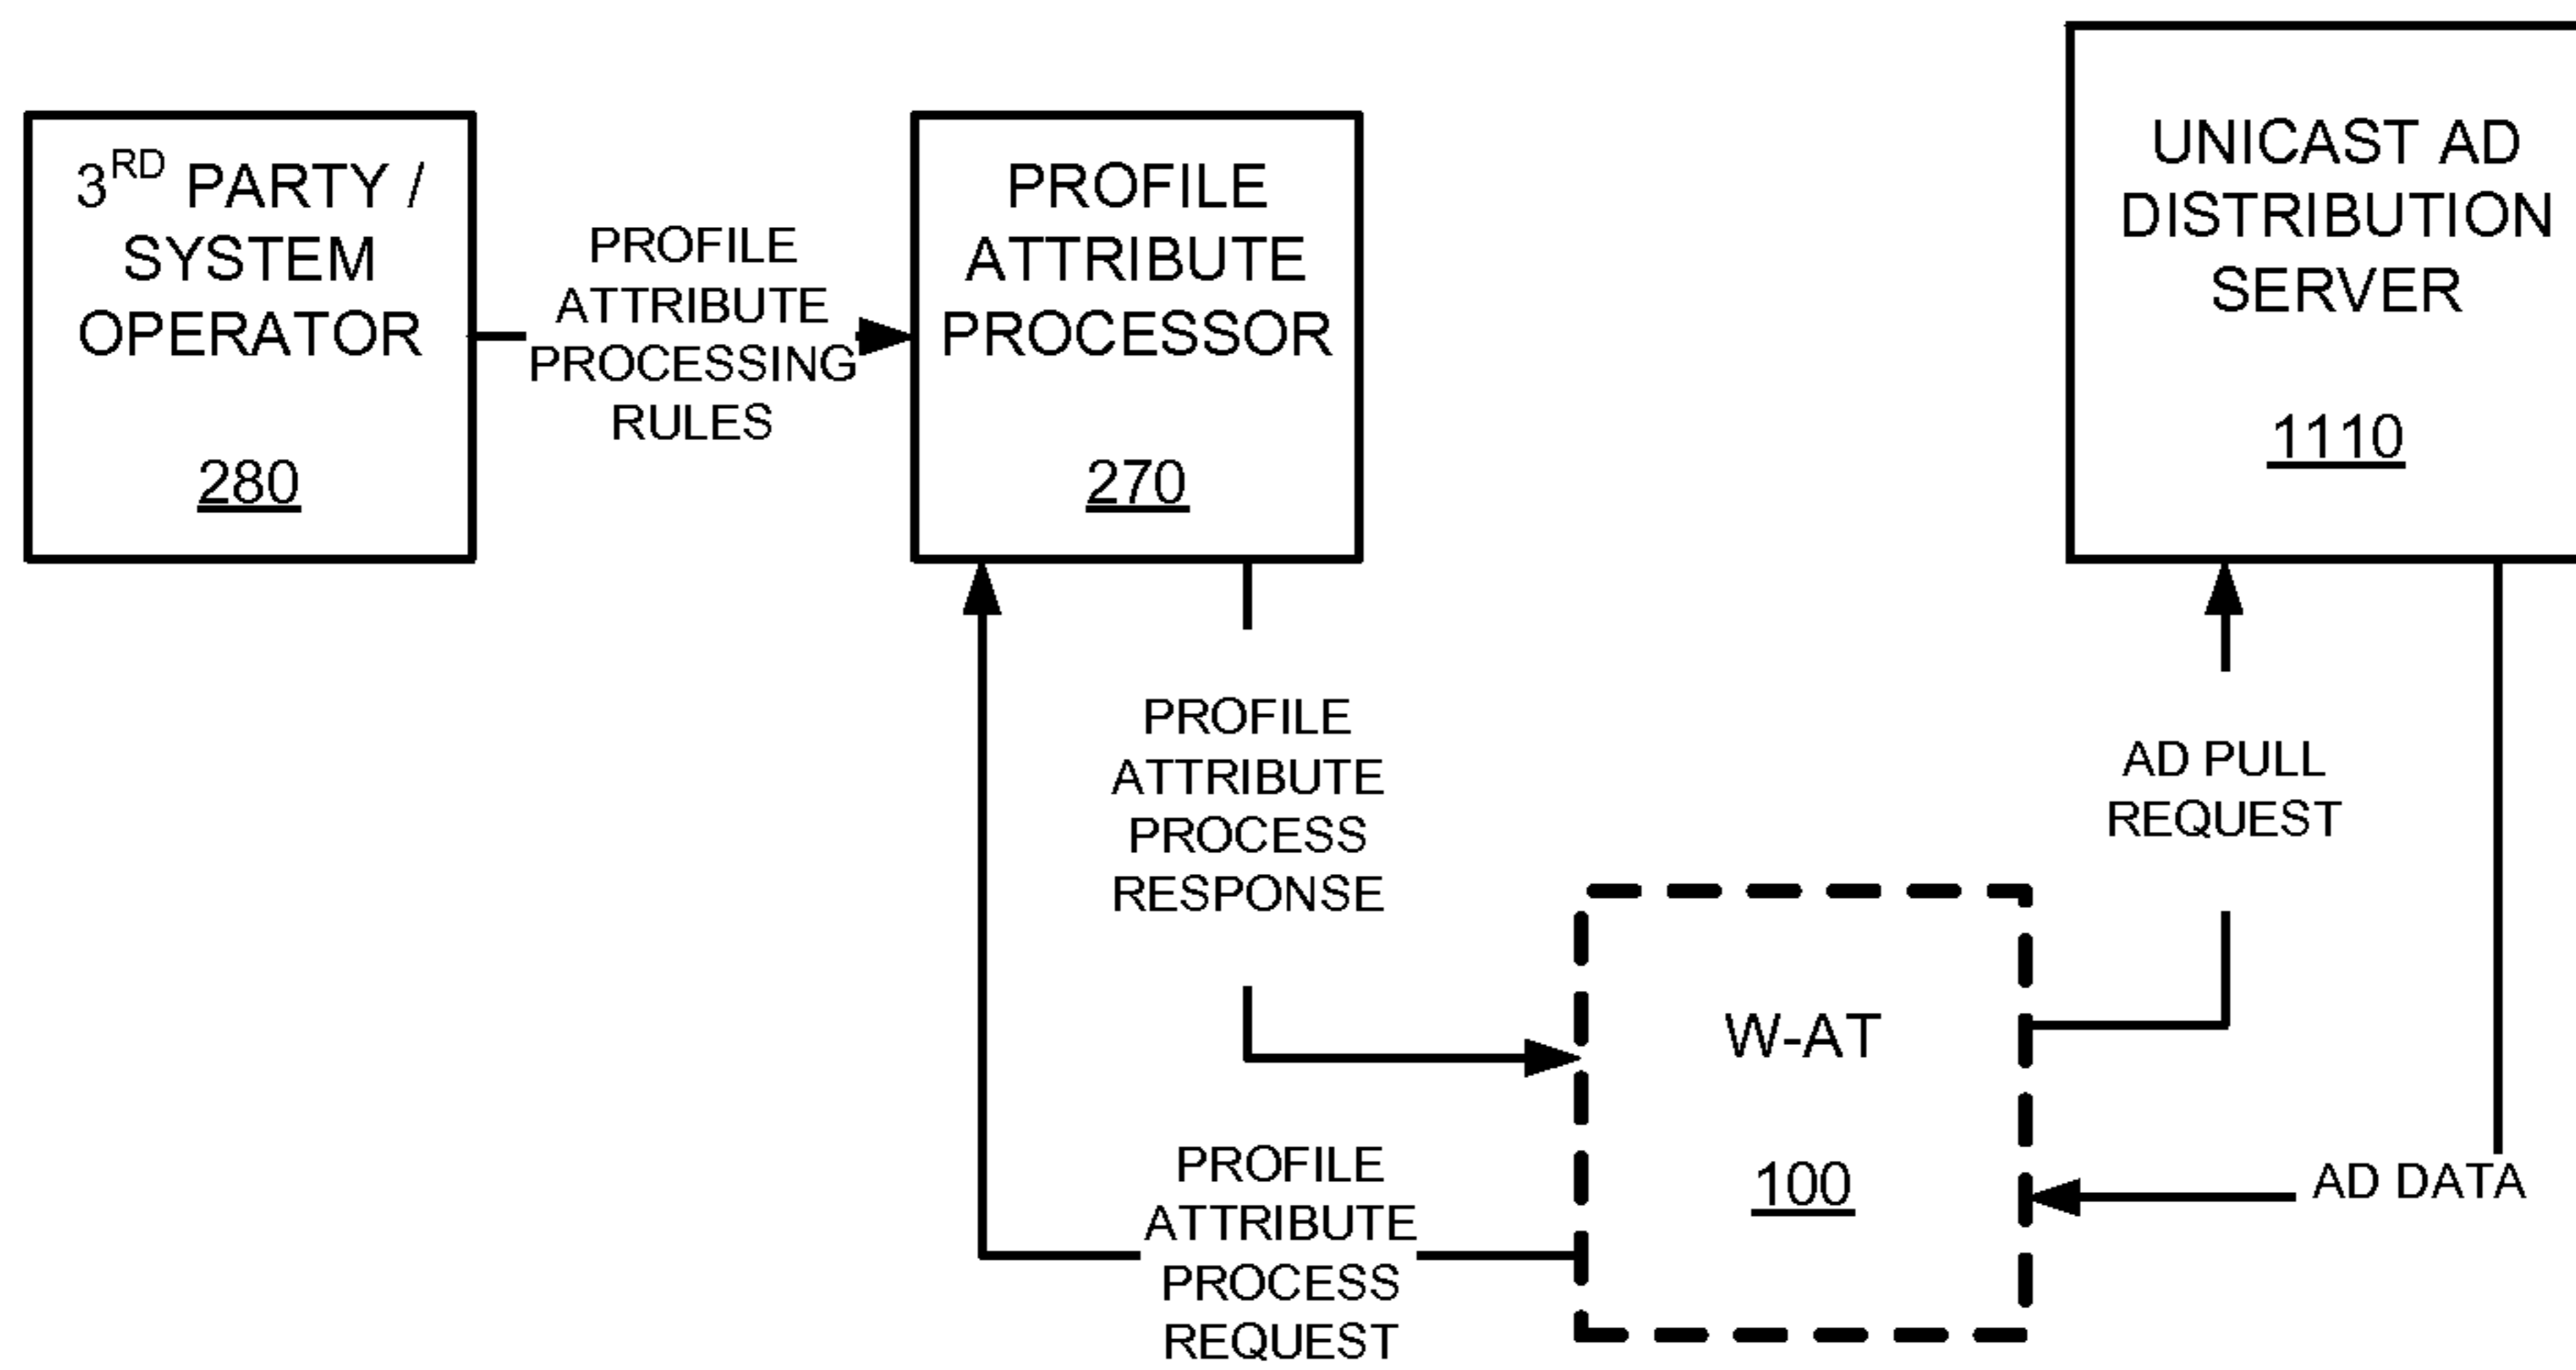 3RD PARTY /
SYSTEM
OPERATOR
280
PROFILE
ATTRIBUTE
PROCESSING
RULES
PROFILE
ATTRIBUTE
PROCESSOR
270
UNICAST AD
DISTRIBUTION
SERVER
1110
PROFILE
ATTRIBUTE
PROCESS
RESPONSE
AD PULL
REQUEST
W-AT
100
PROFILE
ATTRIBUTE
PROCESS
REQUEST
AD DATA